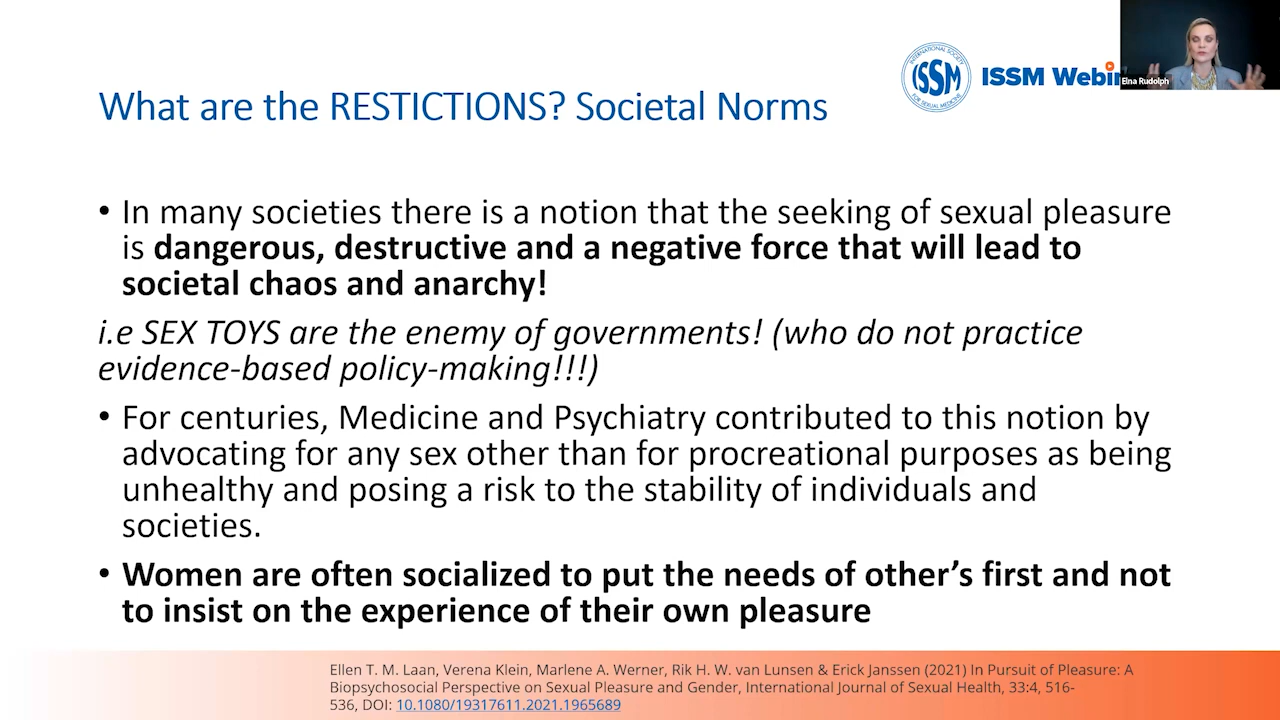 What are the RESTICTIONS? Societal Norms
INTERNATIONAL SOCIETY
ISSM
FOR SEXUAL MEDICINE
ISSM Webin
Elna Rudolph
• In many societies there is a notion that the seeking of sexual pleasure
is dangerous, destructive and a negative force that will lead to
societal chaos and anarchy!
i.e SEX TOYS are the enemy of governments! (who do not practice
evidence-based policy-making!!!)
• For centuries, Medicine and Psychiatry contributed to this notion by
advocating for any sex other than for procreational purposes as being
unhealthy and posing a risk to the stability of individuals and
societies.
• Women are often socialized to put the needs of other’s first and not
to insist on the experience of their own pleasure
Ellen T. M. Laan, Verena Klein, Marlene A. Werner, Rik H. W. van Lunsen & Erick Janssen (2021) In Pursuit of Pleasure: A
Biopsychosocial Perspective on Sexual Pleasure and Gender, International Journal of Sexual Health, 33:4, 516-
536, DOI: 10.1080/19317611.2021.1965689